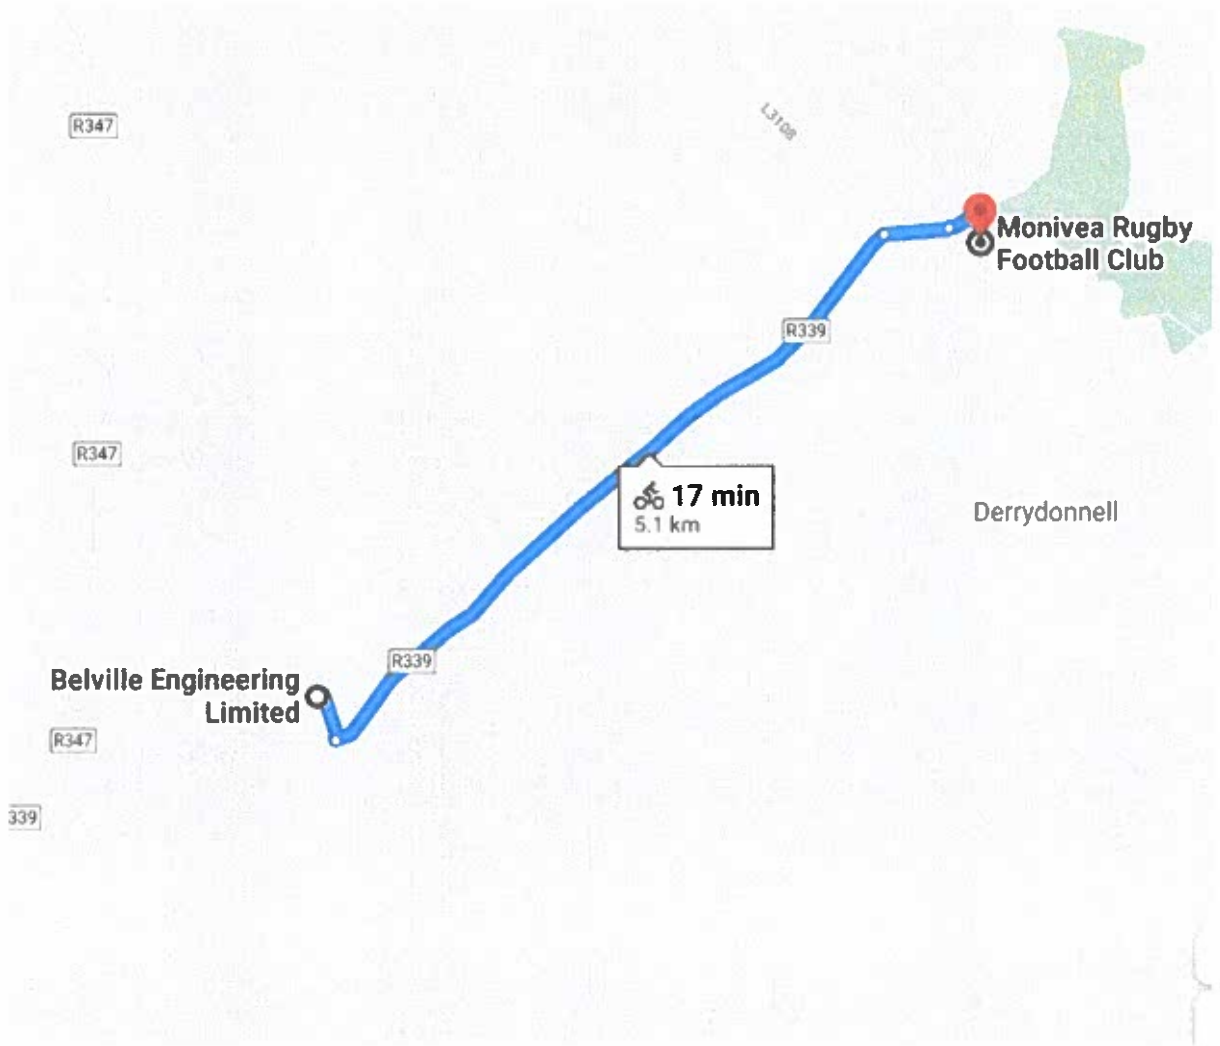 R347
L3108
Monivea Rugby
Football Club
R339
R347
17 min
5.1 km
Derrydonnell
R339
Belville Engineering
Limited
R347
339